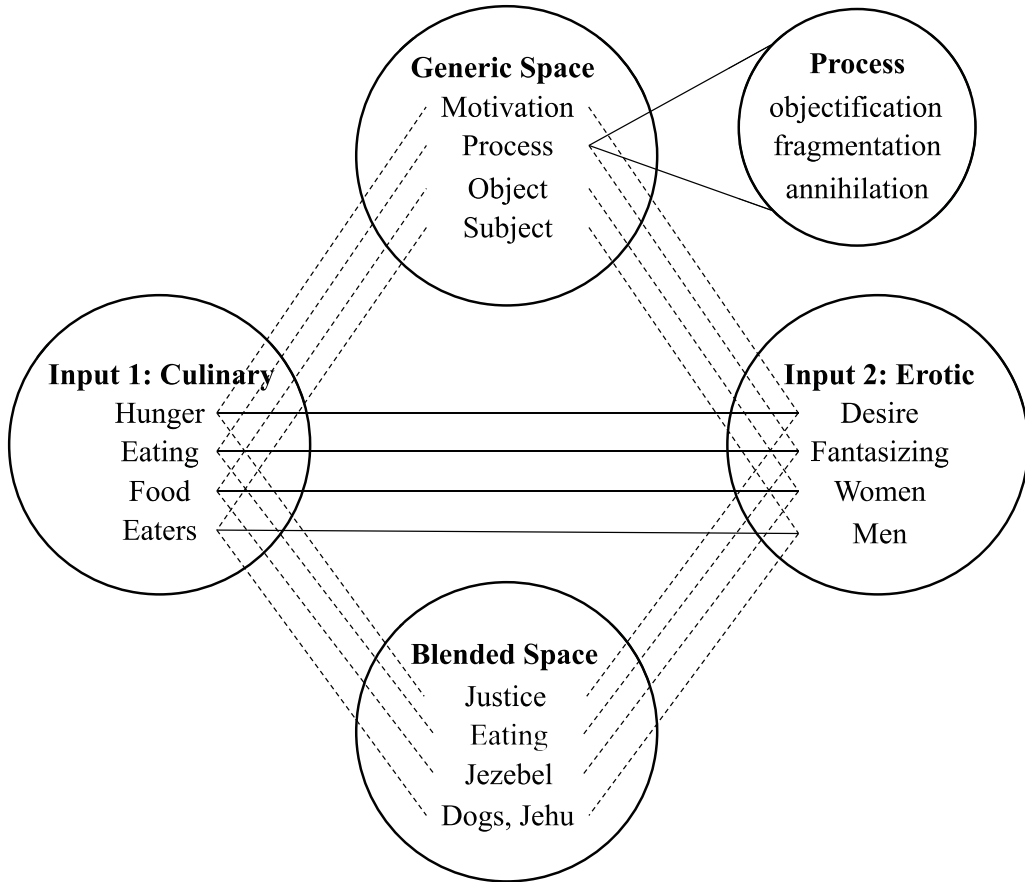 Generic Space
Motivation
Process
Object
Subject
Process
objectification
fragmentation
annihilation
Input 1: Culinary
Hunger
Eating
Food
Eaters
Input 2: Erotic
Desire
Fantasizing
Women
Men
Blended Space
Justice
Eating
Jezebel
Dogs, Jehu